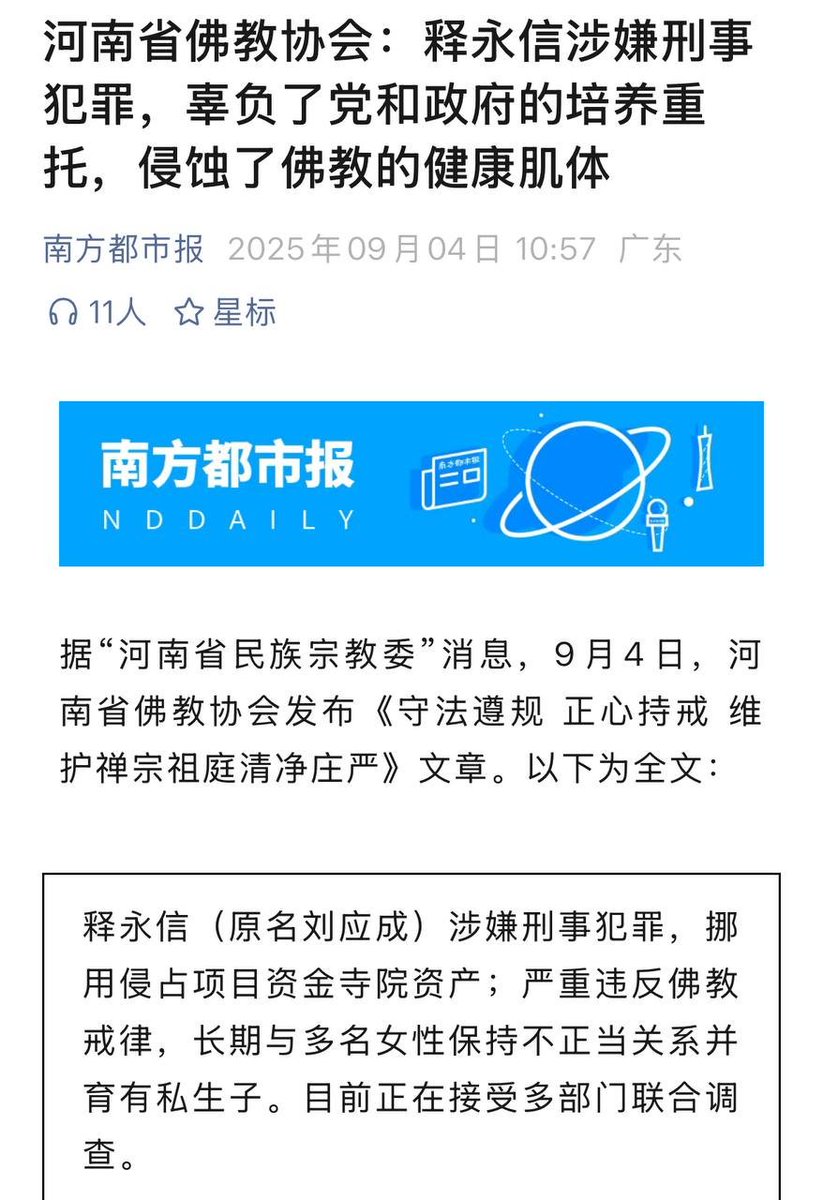 河南省佛教协会：释永信涉嫌刑事
犯罪，辜负了党和政府的培养重
托，侵蚀了佛教的健康肌体
南方都市报 2025年09月04日 10:57 广东
11人 星标
南方都市报
南方都市报
NDDAILY
据“河南省民族宗教委”消息，9月4日，河
南省佛教协会发布《守法遵规 正心持戒 维
护禅宗祖庭清净庄严》文章。以下为全文：
释永信（原名刘应成）涉嫌刑事犯罪，挪
用侵占项目资金寺院资产；严重违反佛教
戒律，长期与多名女性保持不正当关系并
育有私生子。目前正在接受多部门联合调
查。